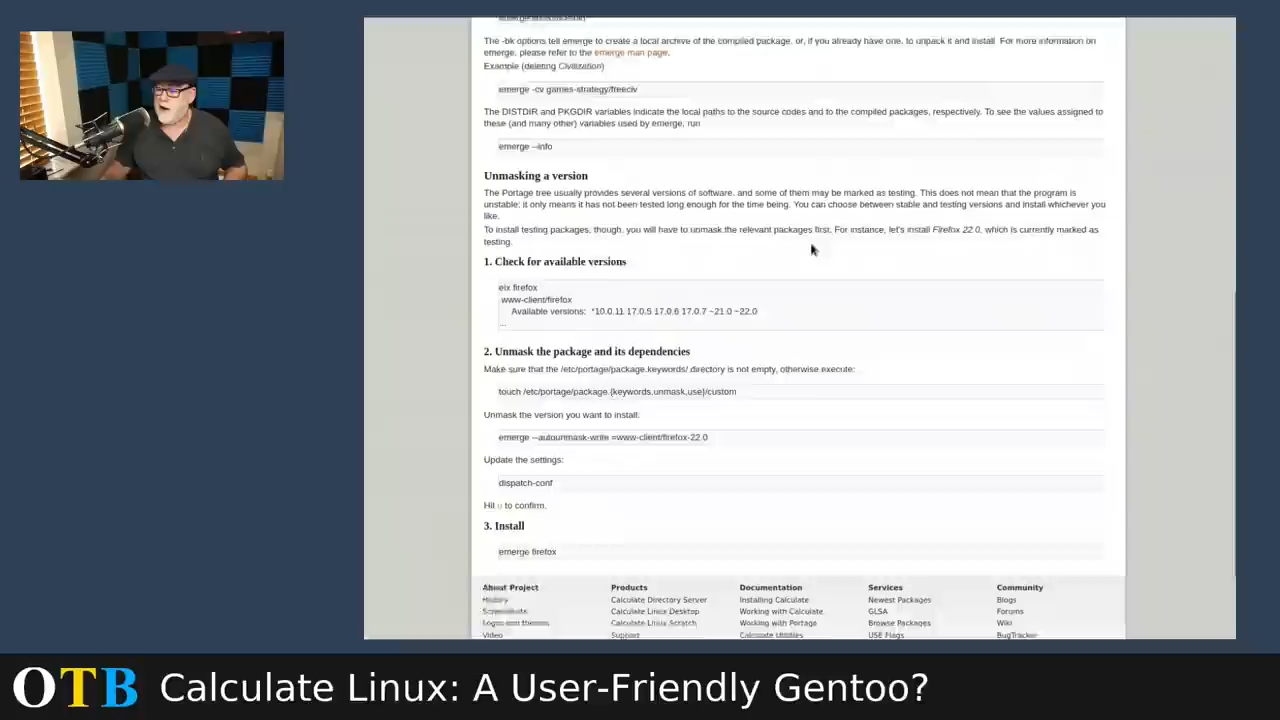 The -bk options tell emerge to create a local archive of the compiled package, or, if you already have one, to unpack it and install. For more information on
emerge, please refer to the emerge man page.
Example (deleting Civilization)
emerge -cv games-strategy/freeciv
The DISTDIR and PKGDIR variables indicate the local paths to the source codes and to the compiled packages, respectively. To see the values assigned to
these (and many other) variables used by emerge, run
emerge --info
Unmasking a version
The Portage tree usually provides several versions of software, and some of them may be marked as testing. This does not mean that the program is
unstable; it only means it has not been tested long enough for the time being. You can choose between stable and testing versions and install whichever you
like.
To install testing packages, though, you will have to unmask the relevant packages first. For instance, let's install Firefox 22.0, which is currently marked as
testing.
1. Check for available versions
eix firefox
www-client/firefox
Available versions: *10.0.11 17.0.5 17.0.6 17.0.7 ~21.0 ~22.0
...
2. Unmask the package and its dependencies
Make sure that the /etc/portage/package.keywords/ directory is not empty, otherwise execute:
touch /etc/portage/package.{keywords,unmask,use}/custom
Unmask the version you want to install:
emerge --autounmask-write =www-client/firefox-22.0
Update the settings:
dispatch-conf
Hit u to confirm.
3. Install
emerge firefox
About Project Products Documentation Services Community
History Calculate Directory Server Installing Calculate Newest Packages Blogs
Screenshots Calculate Linux Desktop Working with Calculate GLSA Forums
Logos and themes Calculate Linux Scratch Working with Portage Browse Packages Wiki
Video Support Calculate Utilities USE Flags BugTracker
OTB Calculate Linux: A User-Friendly Gentoo?